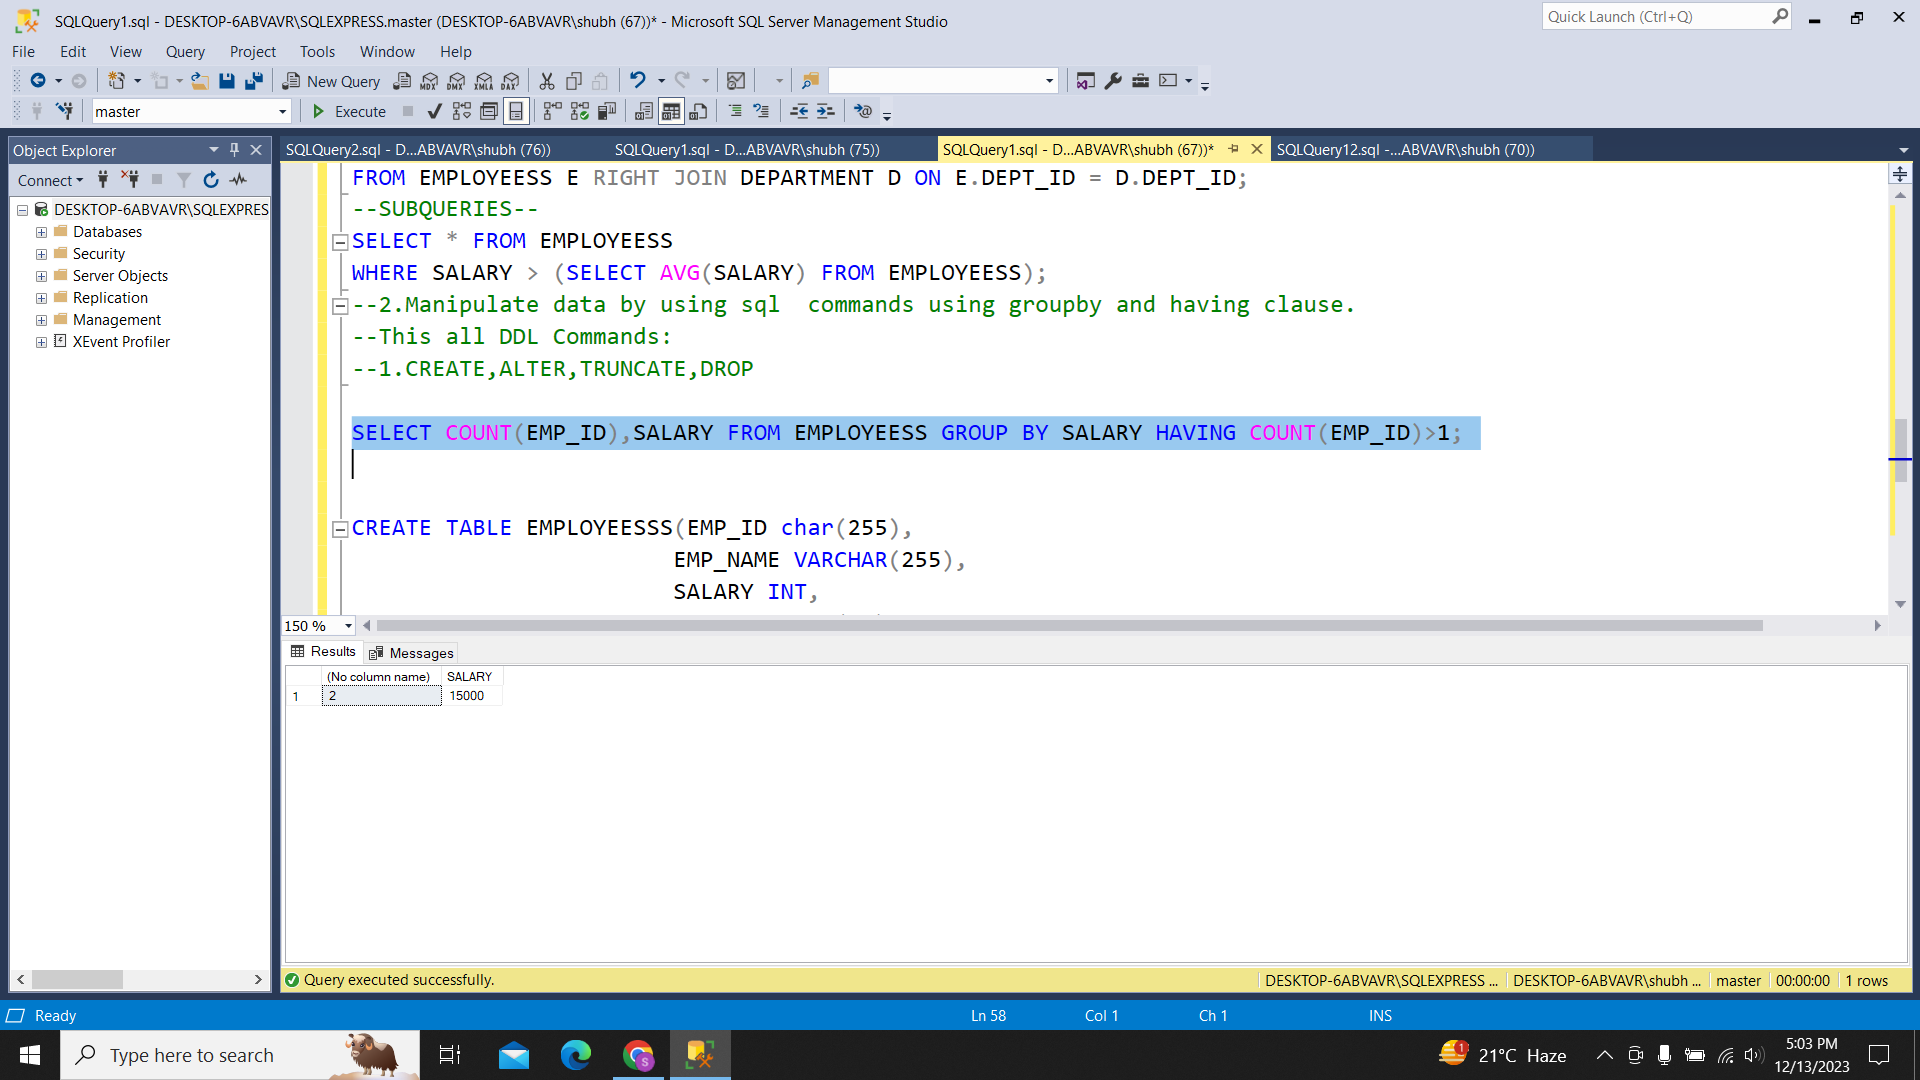 SQLQuery1.sql - DESKTOP-6ABVAVR\SQLEXPRESS.master (DESKTOP-6ABVAVR\shubh (67))* - Microsoft SQL Server Management Studio
Quick Launch (Ctrl+Q)
File Edit View Query Project Tools Window Help
New Query MDX DMX XMLA DAX
master Execute
Object Explorer
SQLQuery2.sql - D...ABVAVR\shubh (76)) SQLQuery1.sql - D...ABVAVR\shubh (75)) SQLQuery1.sql - D...ABVAVR\shubh (67))* SQLQuery12.sql -...ABVAVR\shubh (70))
Connect
DESKTOP-6ABVAVR\SQLEXPRES
Databases
Security
Server Objects
Replication
Management
XEvent Profiler
FROM EMPLOYEESS E RIGHT JOIN DEPARTMENT D ON E.DEPT_ID = D.DEPT_ID;
--SUBQUERIES--
SELECT * FROM EMPLOYEESS
WHERE SALARY > (SELECT AVG(SALARY) FROM EMPLOYEESS);
--2.Manipulate data by using sql  commands using groupby and having clause.
--This all DDL Commands:
--1.CREATE,ALTER,TRUNCATE,DROP
SELECT COUNT(EMP_ID),SALARY FROM EMPLOYEESS GROUP BY SALARY HAVING COUNT(EMP_ID)>1;
CREATE TABLE EMPLOYEESSS(EMP_ID char(255),
EMP_NAME VARCHAR(255),
SALARY INT,
150 %
Results Messages
(No column name) SALARY
1 2 15000
Query executed successfully.
DESKTOP-6ABVAVR\SQLEXPRESS ... DESKTOP-6ABVAVR\shubh ... master 00:00:00 1 rows
Ready Ln 58 Col 1 Ch 1 INS
Type here to search
1 21°C Haze
5:03 PM
12/13/2023